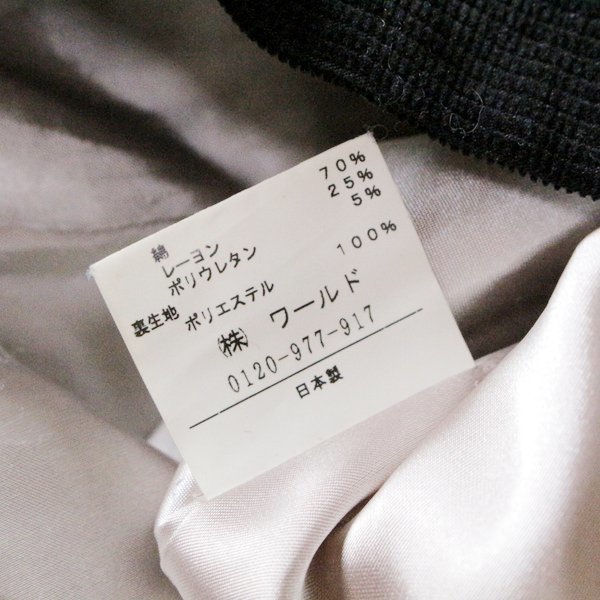 綿 70%
レーヨン 25%
ポリウレタン 5%
裏生地 ポリエステル 100%
㈱ ワールド
0120-977-917
日本製